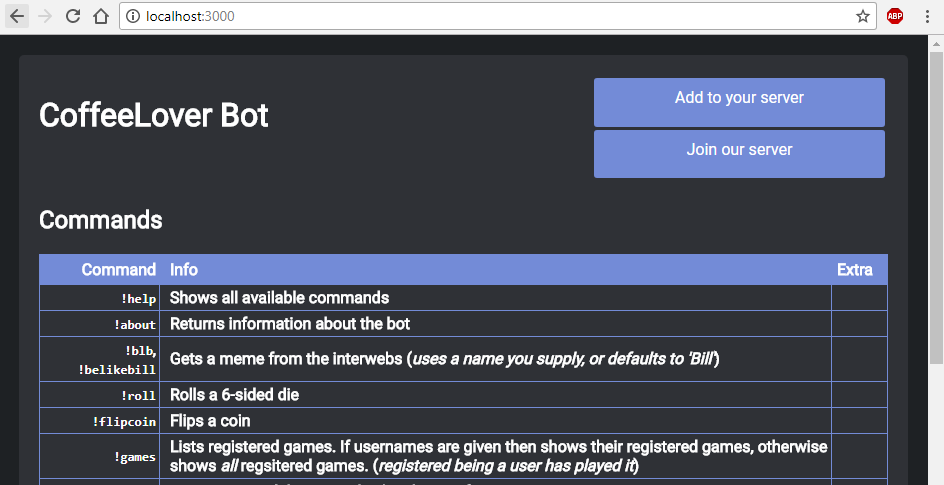 localhost:3000
ABP
CoffeeLover Bot
Add to your server
Join our server
Commands
Command Info Extra
!help Shows all available commands
!about Returns information about the bot
!blb,
!belikebill Gets a meme from the interwebs (uses a name you supply, or defaults to 'Bill')
!roll Rolls a 6-sided die
!flipcoin Flips a coin
!games Lists registered games. If usernames are given then shows their registered games, otherwise
shows all regsitered games. (registered being a user has played it)